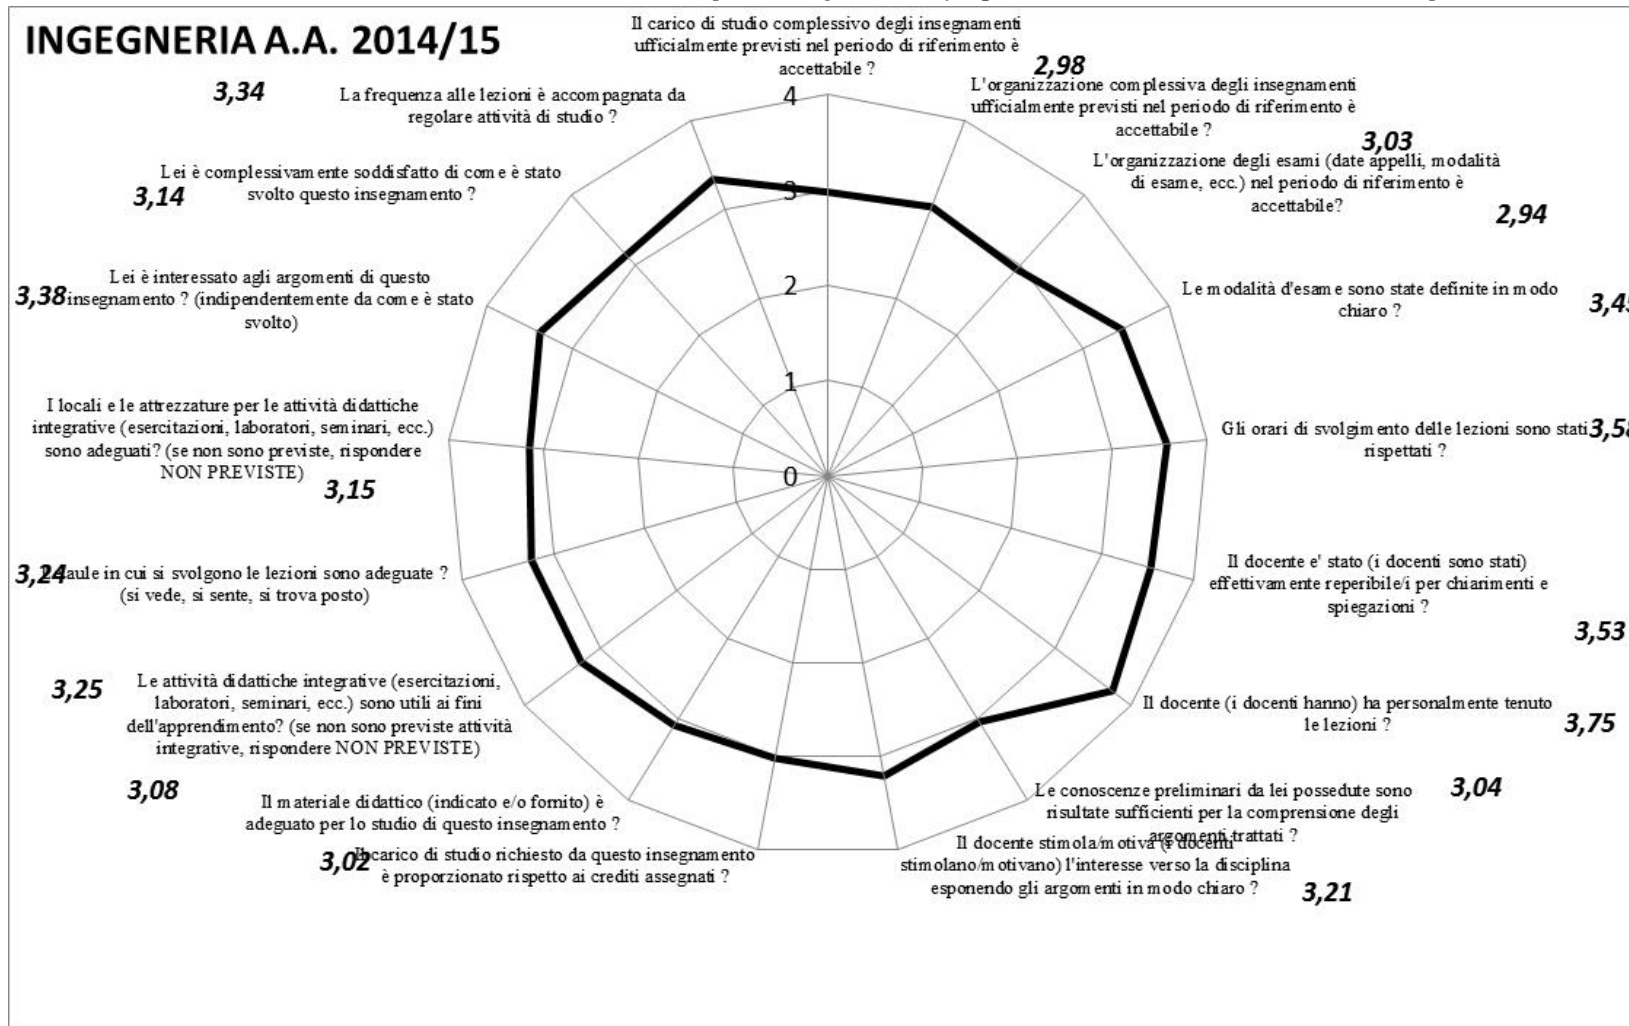 INGEGNERIA A.A. 2014/15
Il carico di studio complessivo degli insegnamenti
ufficialmente previsti nel periodo di riferimento è
accettabile ?
2,98
L'organizzazione complessiva degli insegnamenti
ufficialmente previsti nel periodo di riferimento è
accettabile ?
3,03
L'organizzazione degli esami (date appelli, modalità
di esame, ecc.) nel periodo di riferimento è
accettabile?
2,94
Le modalità d'esame sono state definite in modo
chiaro ?
3,45
Gli orari di svolgimento delle lezioni sono stati
rispettati ?
3,58
Il docente e' stato (i docenti sono stati)
effettivamente reperibile/i per chiarimenti e
spiegazioni ?
3,53
Il docente (i docenti hanno) ha personalmente tenuto
le lezioni ?
3,75
Le conoscenze preliminari da lei possedute sono
risultate sufficienti per la comprensione degli
argomenti trattati ?
3,04
Il docente stimola/motiva (i docenti
stimolano/motivano) l'interesse verso la disciplina
esponendo gli argomenti in modo chiaro ?
3,21
Il carico di studio richiesto da questo insegnamento
è proporzionato rispetto ai crediti assegnati ?
3,02
Il materiale didattico (indicato e/o fornito) è
adeguato per lo studio di questo insegnamento ?
3,08
Le attività didattiche integrative (esercitazioni,
laboratori, seminari, ecc.) sono utili ai fini
dell'apprendimento? (se non sono previste attività
integrative, rispondere NON PREVISTE)
3,25
aule in cui si svolgono le lezioni sono adeguate ?
(si vede, si sente, si trova posto)
3,24
I locali e le attrezzature per le attività didattiche
integrative (esercitazioni, laboratori, seminari, ecc.)
sono adeguati? (se non sono previste, rispondere
NON PREVISTE)
3,15
Lei è interessato agli argomenti di questo
insegnamento ? (indipendentemente da come è stato
svolto)
3,38
Lei è complessivamente soddisfatto di come è stato
svolto questo insegnamento ?
3,14
La frequenza alle lezioni è accompagnata da
regolare attività di studio ?
3,34
4
3
2
1
0